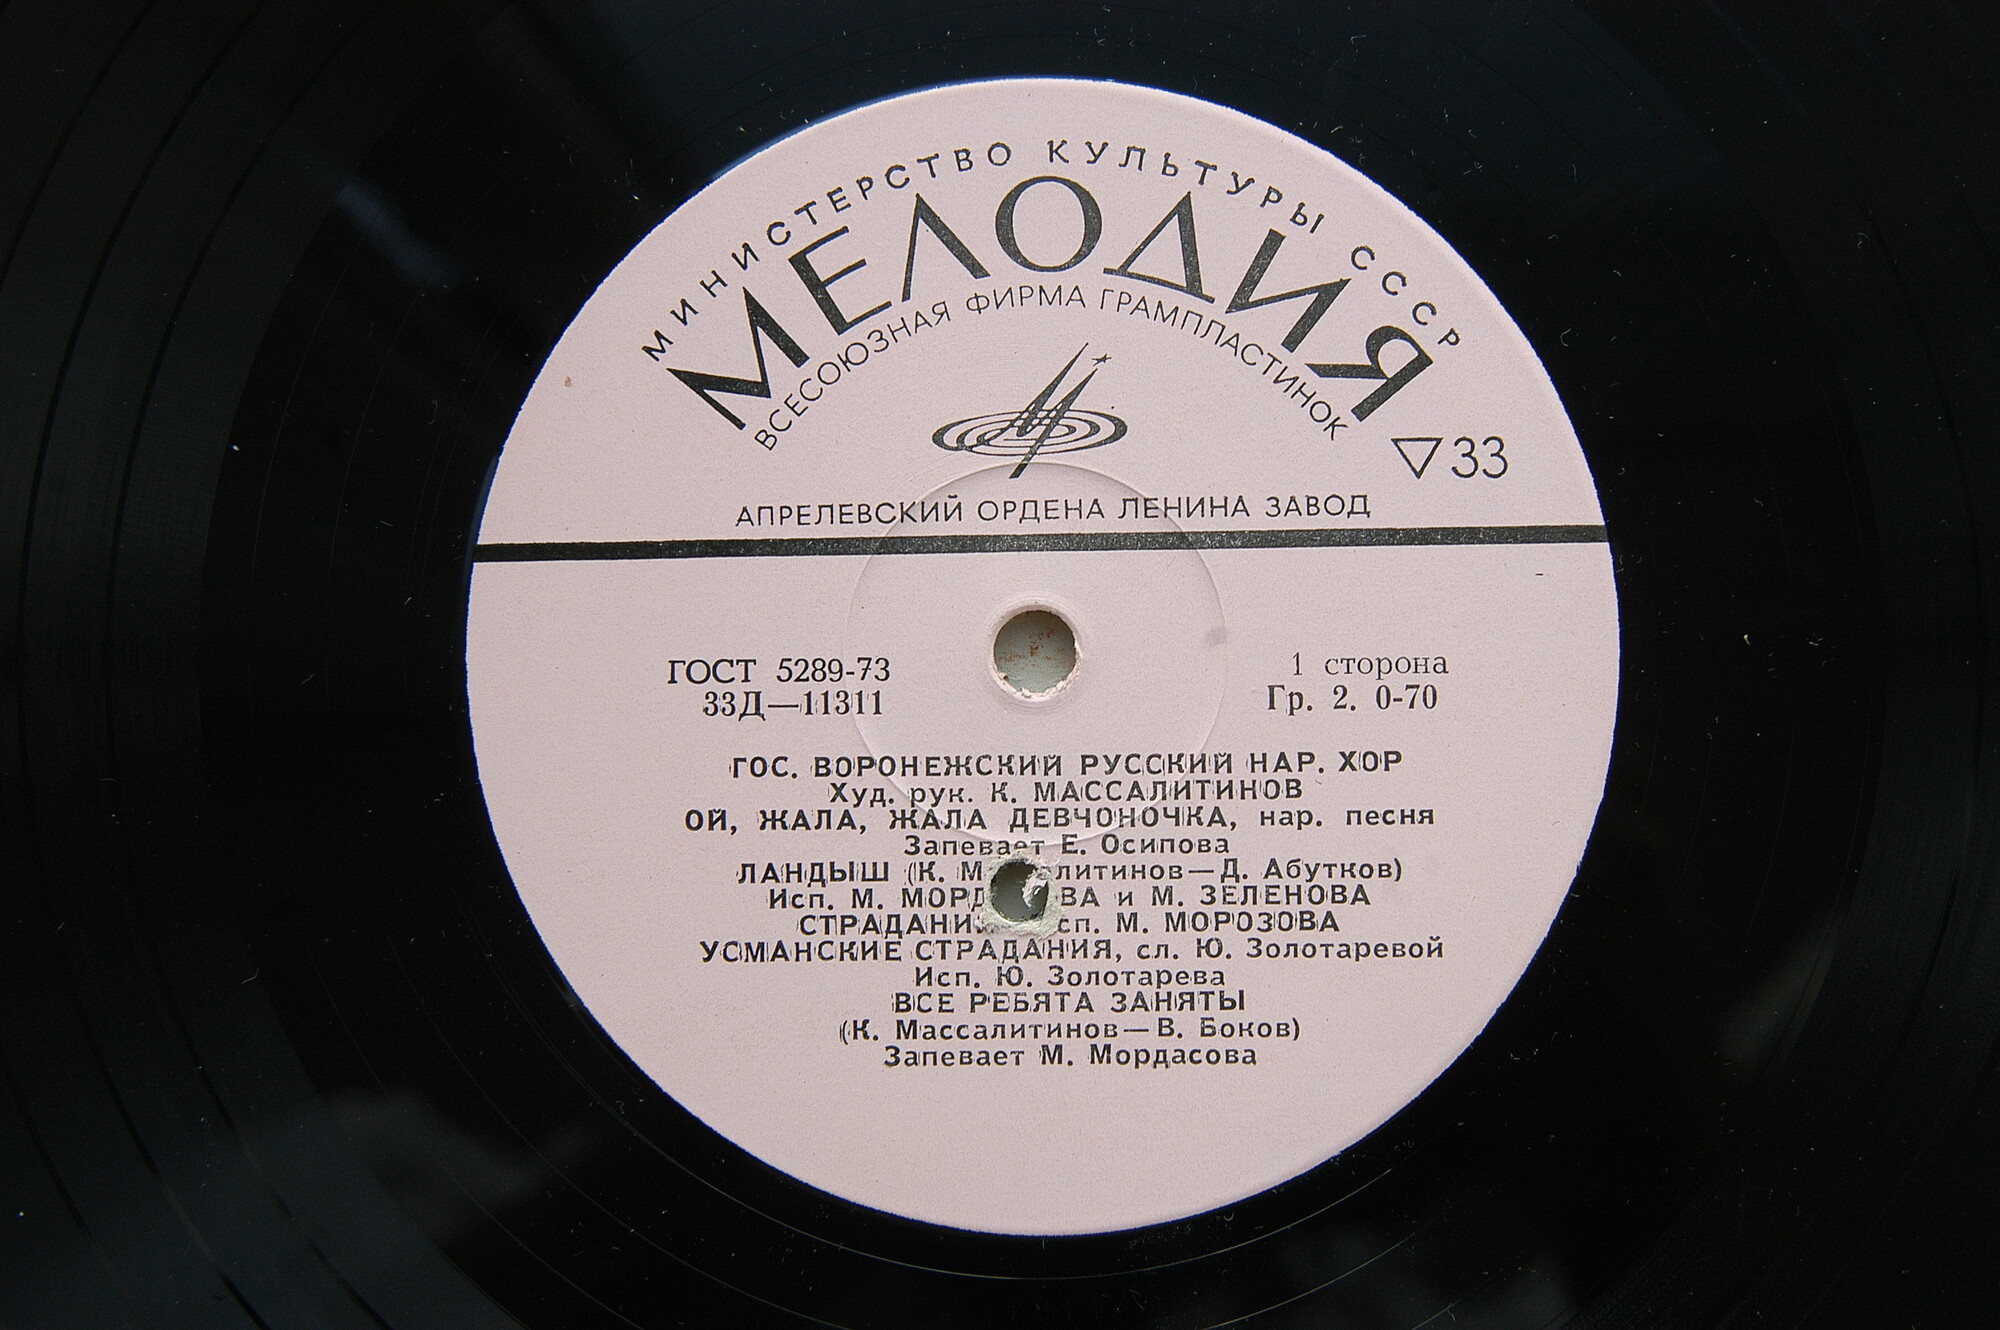 МИНИСТЕРСТВО КУЛЬТУРЫ СССР
МЕЛОДИЯ
ВСЕСОЮЗНАЯ ФИРМА ГРАМПЛАСТИНОК
▽33
АПРЕЛЕВСКИЙ ОРДЕНА ЛЕНИНА ЗАВОД
ГОСТ 5289-73
33Д—11311
1 сторона
Гр. 2. 0-70
ГОС. ВОРОНЕЖСКИЙ РУССКИЙ НАР. ХОР
Худ. рук. К. МАССАЛИТИНОВ
ОЙ, ЖАЛА, ЖАЛА ДЕВЧОНОЧКА, нар. песня
Запевает Е. Осипова
ЛАНДЫШ (К. — Д. Абутков)
Исп. М. и М. ЗЕЛЕНОВА
М. МОРОЗОВА
УСМАНСКИЕ СТРАДАНИЯ, сл. Ю. Золотаревой
Исп. Ю. Золотарева
ВСЕ РЕБЯТА ЗАНЯТЫ
(К. Массалитинов—В. Боков)
Запевает М. Мордасова